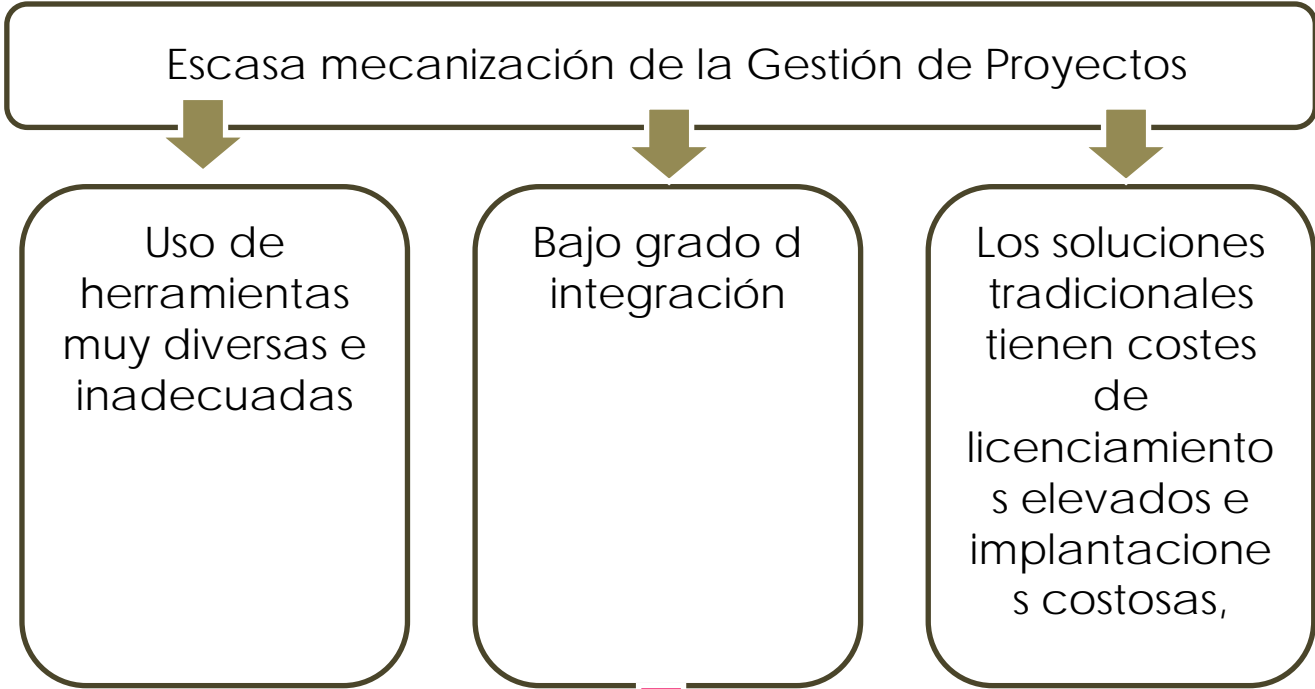 Escasa mecanización de la Gestión de Proyectos
Uso de
herramientas
muy diversas e
inadecuadas
Bajo grado d
integración
Los soluciones
tradicionales
tienen costes
de
licenciamiento
s elevados e
implantacione
s costosas,